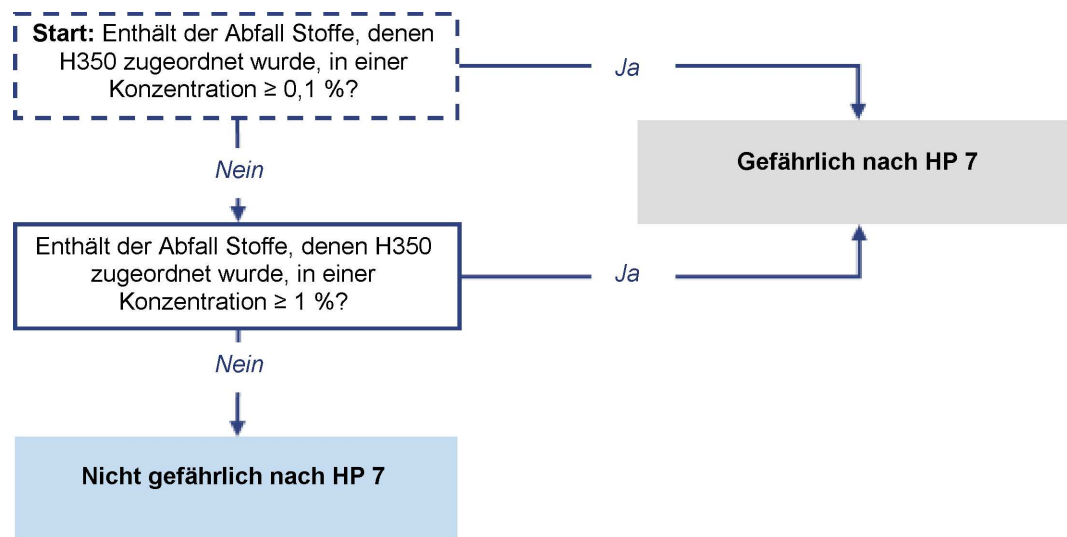 Start: Enthält der Abfall Stoffe, denen
H350 zugeordnet wurde, in einer
Konzentration ≥ 0,1 %?
Ja
Gefährlich nach HP 7
Nein
Enthält der Abfall Stoffe, denen H350
zugeordnet wurde, in einer
Konzentration ≥ 1 %?
Ja
Nein
Nicht gefährlich nach HP 7